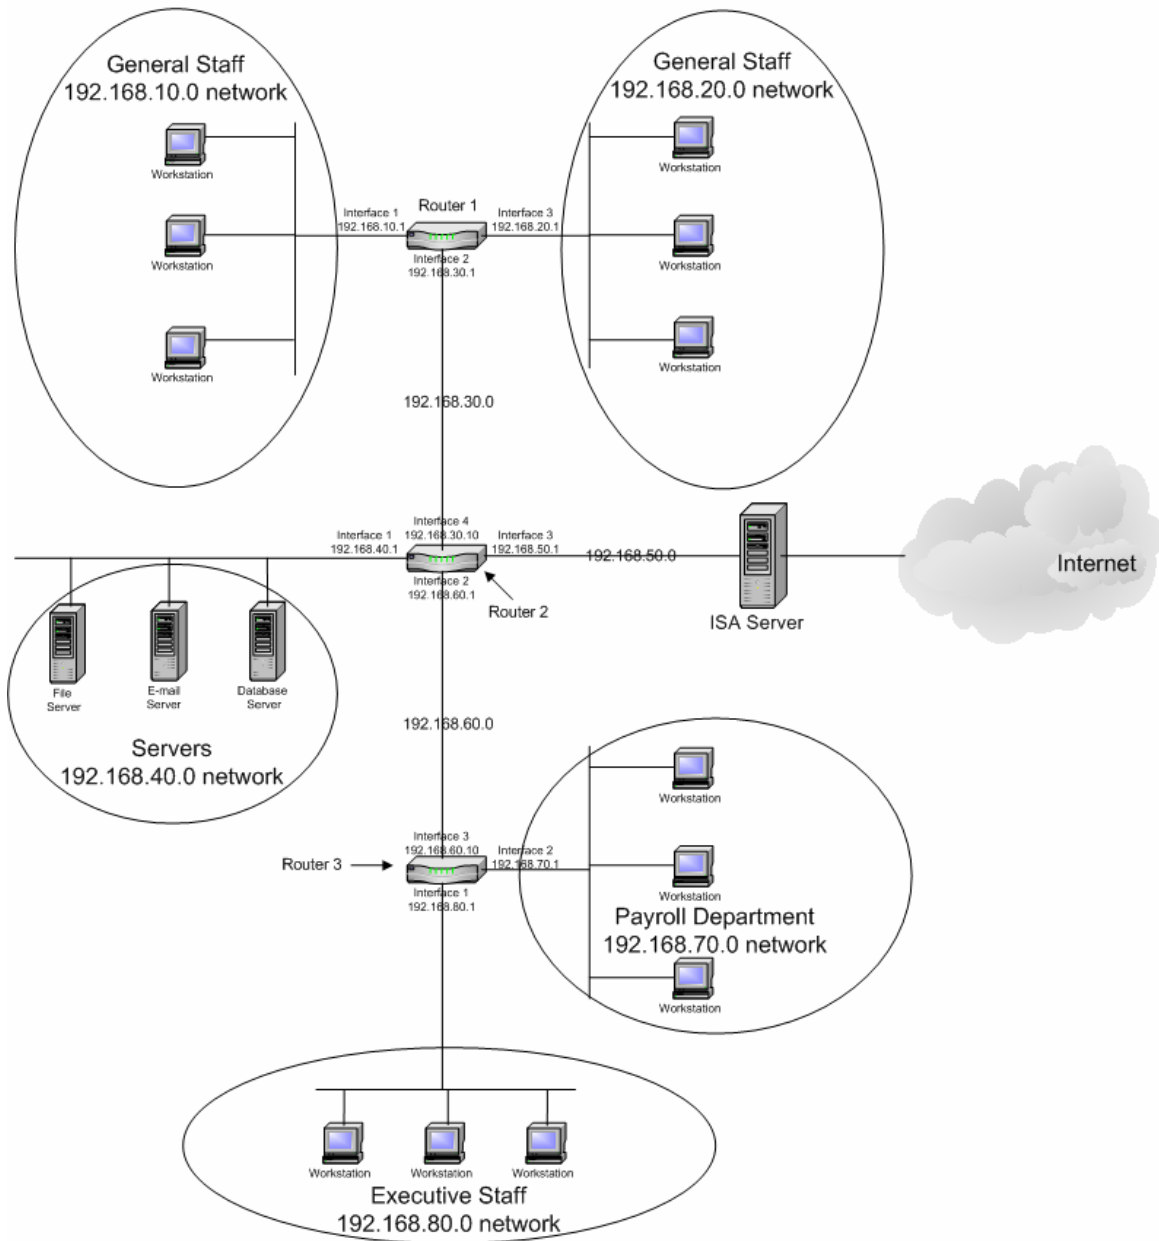 General Staff
192.168.10.0 network
Workstation
Workstation
Workstation
General Staff
192.168.20.0 network
Workstation
Workstation
Workstation
Interface 1
192.168.10.1
Router 1
Interface 3
192.168.20.1
Interface 2
192.168.30.1
192.168.30.0
Interface 4
192.168.30.10
Interface 1
192.168.40.1
Interface 3
192.168.50.1
Interface 2
192.168.60.1
Router 2
192.168.50.0
ISA Server
Internet
File
Server
E-mail
Server
Database
Server
Servers
192.168.40.0 network
192.168.60.0
Interface 3
192.168.60.10
Interface 2
192.168.70.1
Router 3
Interface 1
192.168.80.1
Workstation
Workstation
Payroll Department
192.168.70.0 network
Workstation
Workstation
Workstation
Workstation
Executive Staff
192.168.80.0 network